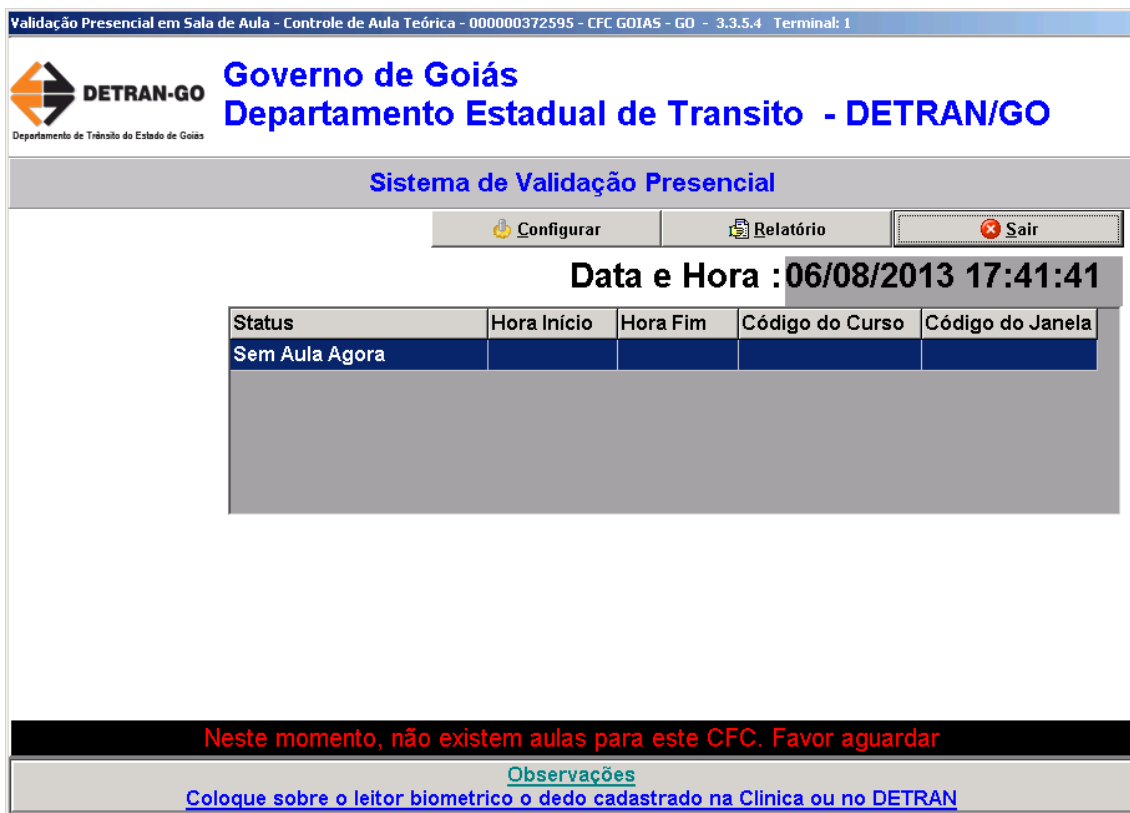 Validação Presencial em Sala de Aula - Controle de Aula Teórica - 000000372595 - CFC GOIAS - GO - 3.3.5.4 Terminal: 1
DETRAN-GO
Departamento de Trânsito do Estado de Goiás
Governo de Goiás
Departamento Estadual de Transito - DETRAN/GO
Sistema de Validação Presencial
Configurar Relatório Sair
Data e Hora : 06/08/2013 17:41:41
Status Hora Início Hora Fim Código do Curso Código do Janela
Sem Aula Agora
Neste momento, não existem aulas para este CFC. Favor aguardar
Observações
Coloque sobre o leitor biometrico o dedo cadastrado na Clinica ou no DETRAN